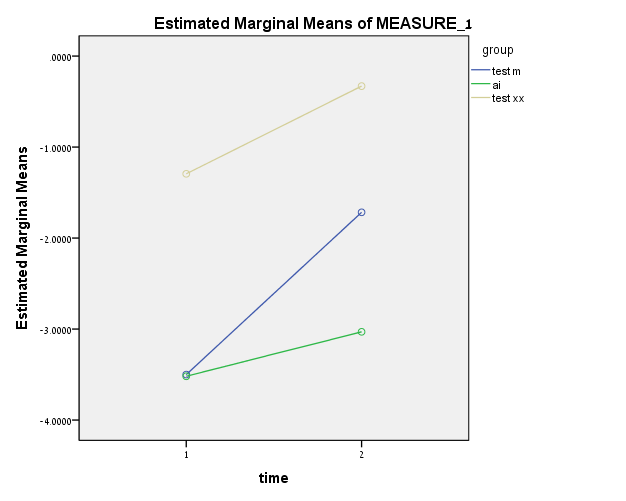 Estimated Marginal Means of MEASURE_1
group
test m
ai
test xx
Estimated Marginal Means
.0000
-1.0000
-2.0000
-3.0000
-4.0000
1
2
time